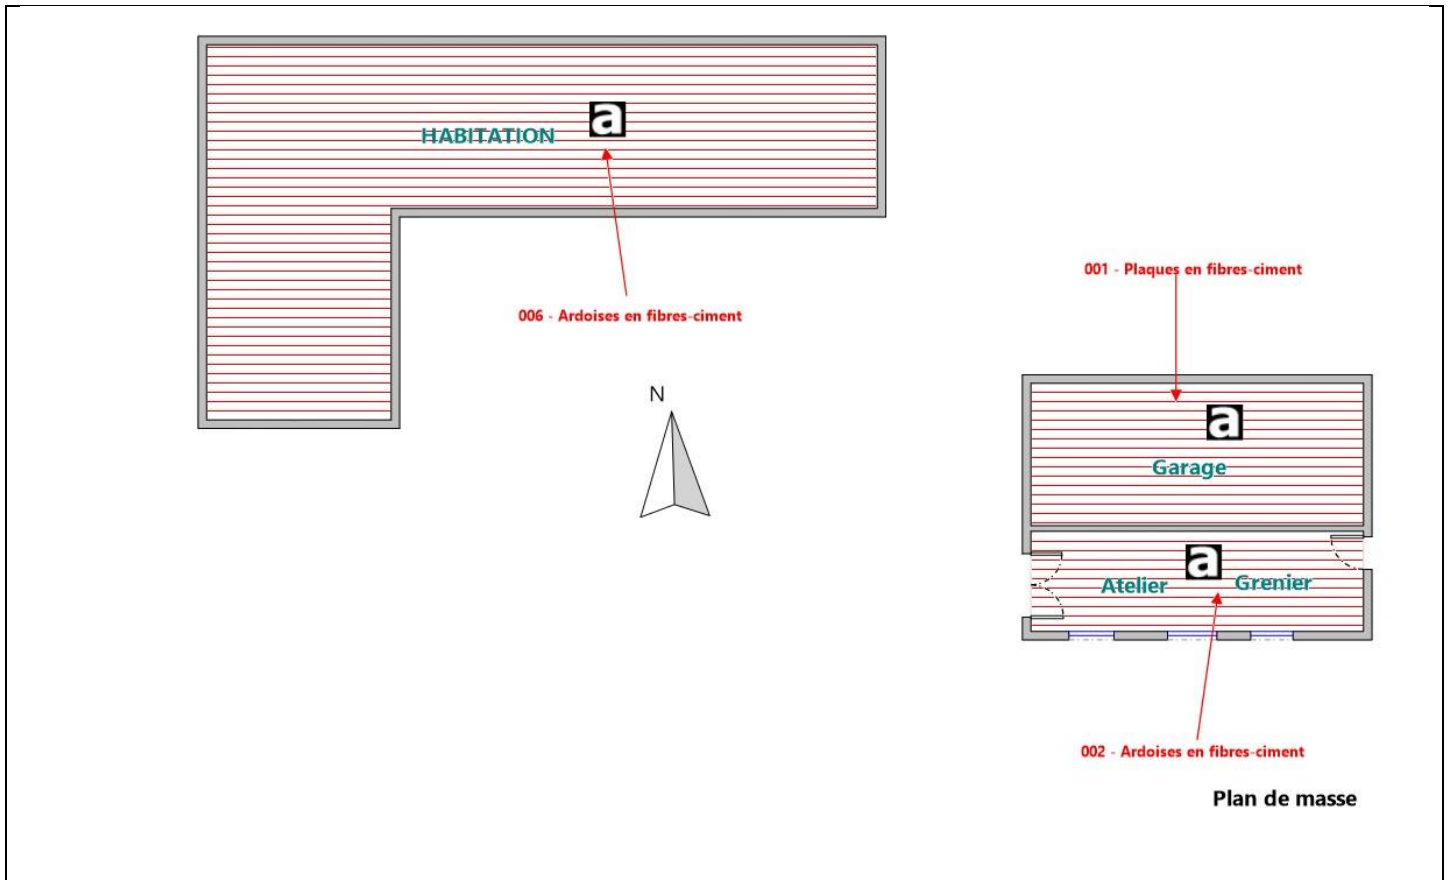 HABITATION
a
006 - Ardoises en fibres-ciment
001 - Plaques en fibres-ciment
N
a
Garage
a
Atelier
Grenier
002 - Ardoises en fibres-ciment
Plan de masse